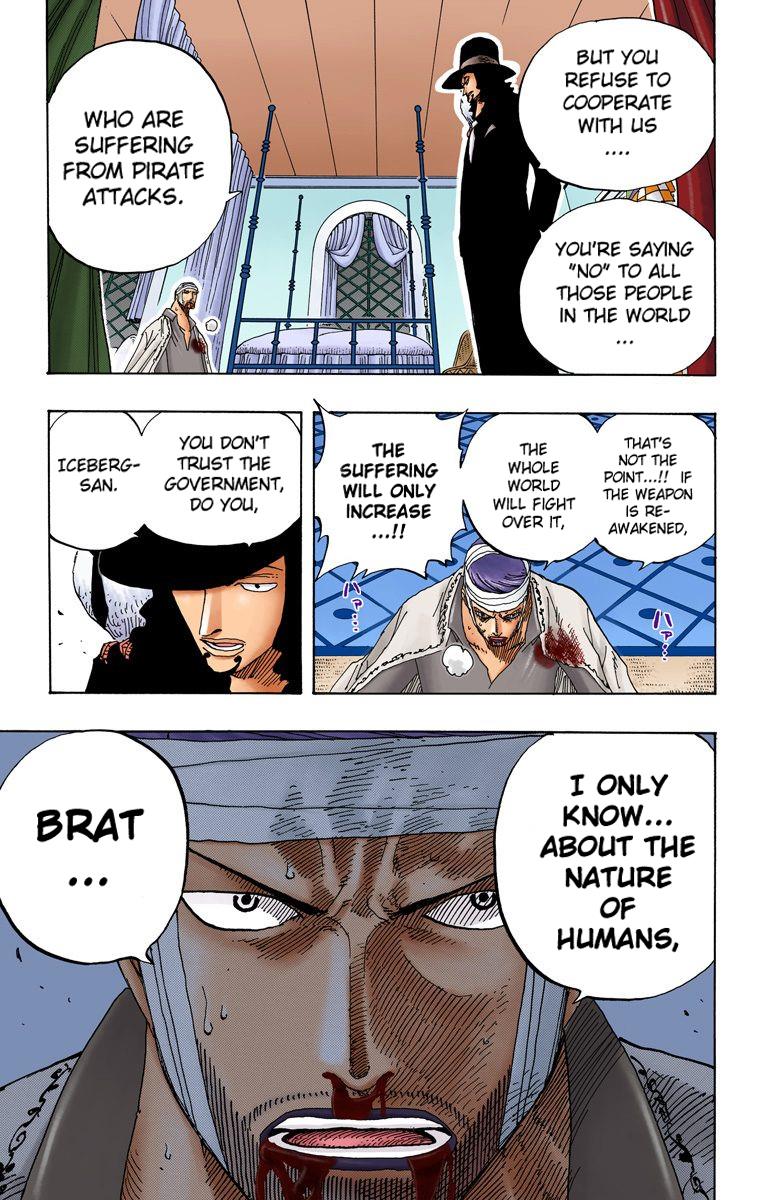 BUT YOU
REFUSE TO
COOPERATE
WITH US
....
YOU'RE SAYING
"NO" TO ALL
THOSE PEOPLE
IN THE WORLD
...
WHO ARE
SUFFERING
FROM PIRATE
ATTACKS.
THAT'S
NOT THE
POINT...!! IF
THE WEAPON
IS RE-
AWAKENED,
THE
WHOLE
WORLD
WILL FIGHT
OVER IT,
THE
SUFFERING
WILL ONLY
INCREASE
...!!
ハァ…
ハァ…
YOU DON'T
TRUST THE
GOVERNMENT,
DO YOU,
ICEBERG-
SAN.
I ONLY
KNOW...
ABOUT THE
NATURE
OF
HUMANS,
BRAT
...